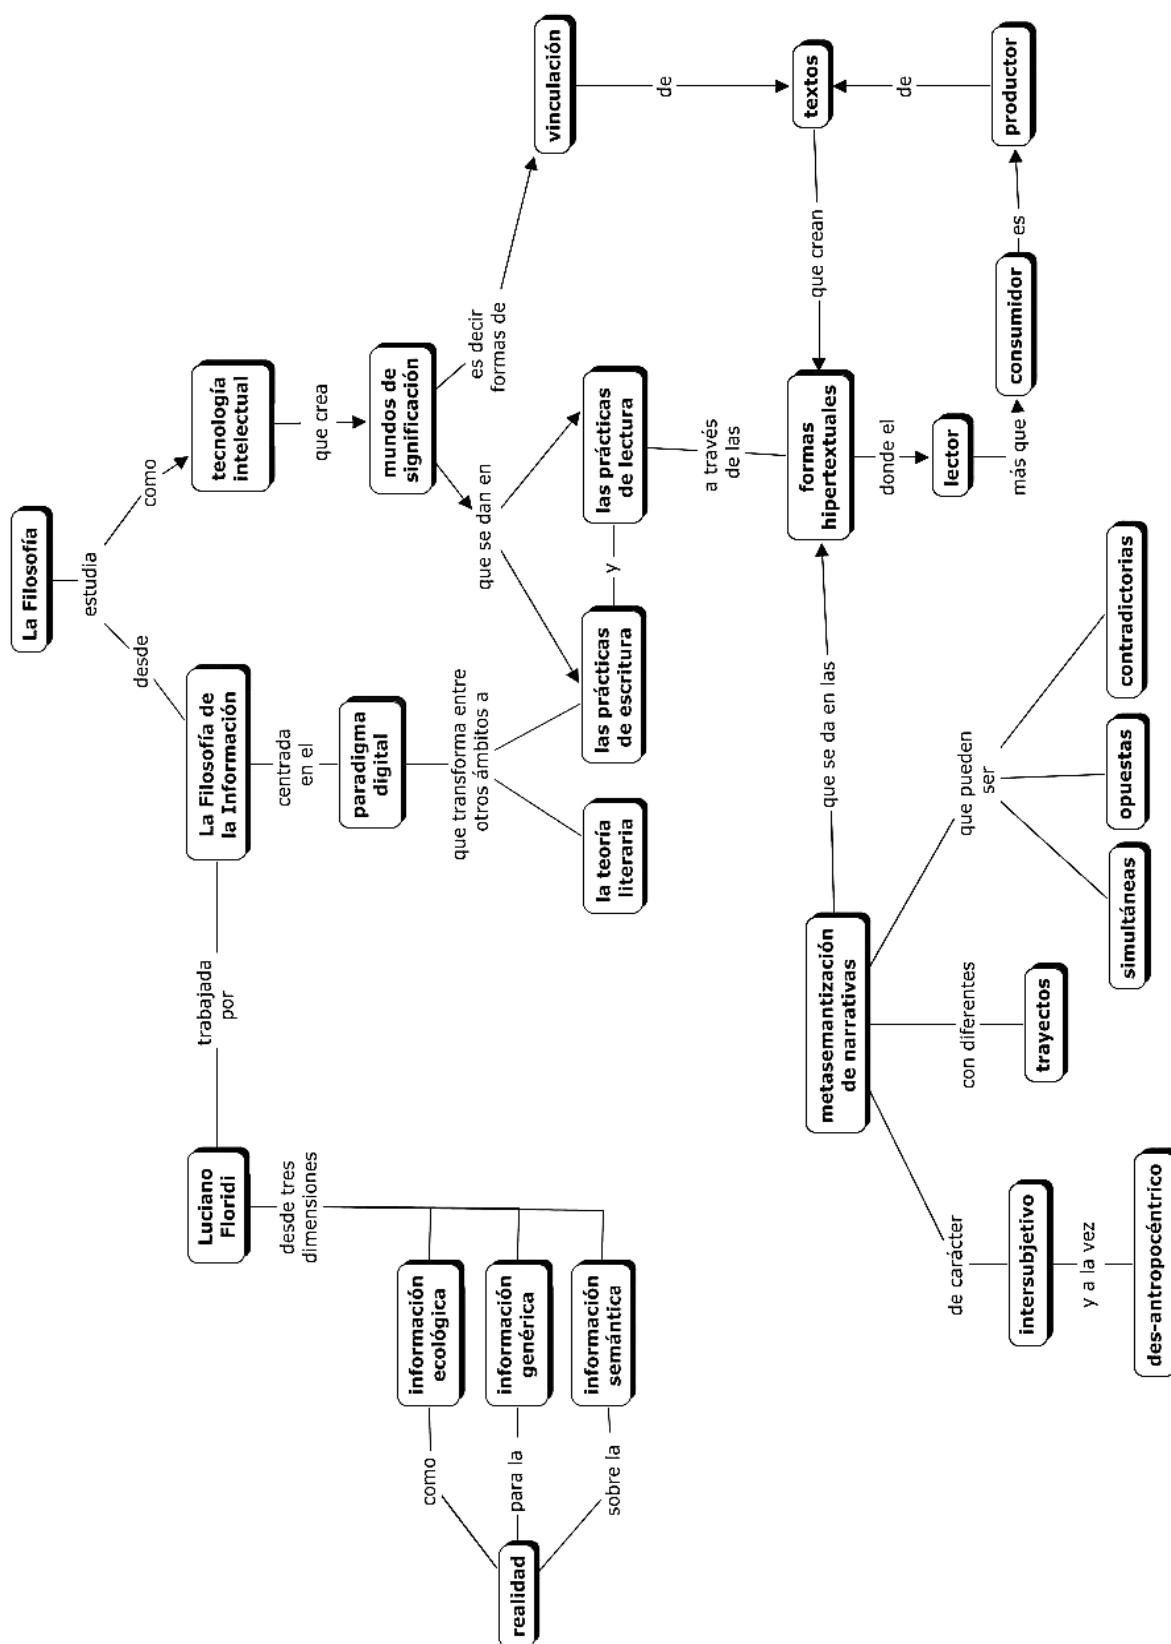 La Filosofía
estudia
desde
como
La Filosofía de
la Información
tecnología
intelectual
trabajada
por
centrada
en el
que crea
Luciano
Floridi
paradigma
digital
mundos de
significación
desde tres
dimensiones
que transforma entre
otros ámbitos a
que se dan en
es decir
formas de
vinculación
información
ecológica
información
genérica
información
semántica
como
para la
sobre la
realidad
la teoría
literaria
las prácticas
de escritura
y
las prácticas
de lectura
de
a través
de las
metasemantización
de narrativas
que se da en las
formas
hipertextuales
que crean
textos
de carácter
con diferentes
que pueden
ser
donde el
de
intersubjetivo
trayectos
lector
y a la vez
simultáneas
opuestas
contradictorias
más que
consumidor
es
productor
des-antropocéntrico